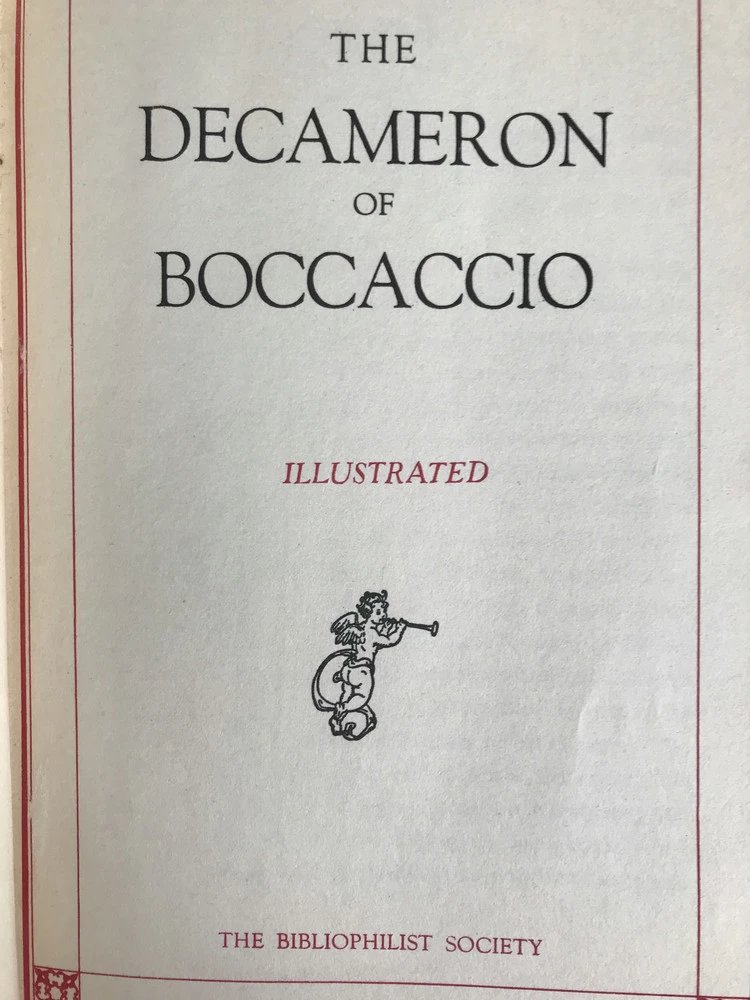 THE
DECAMERON
OF
BOCCACCIO
ILLUSTRATED
THE BIBLIOPHILIST SOCIETY